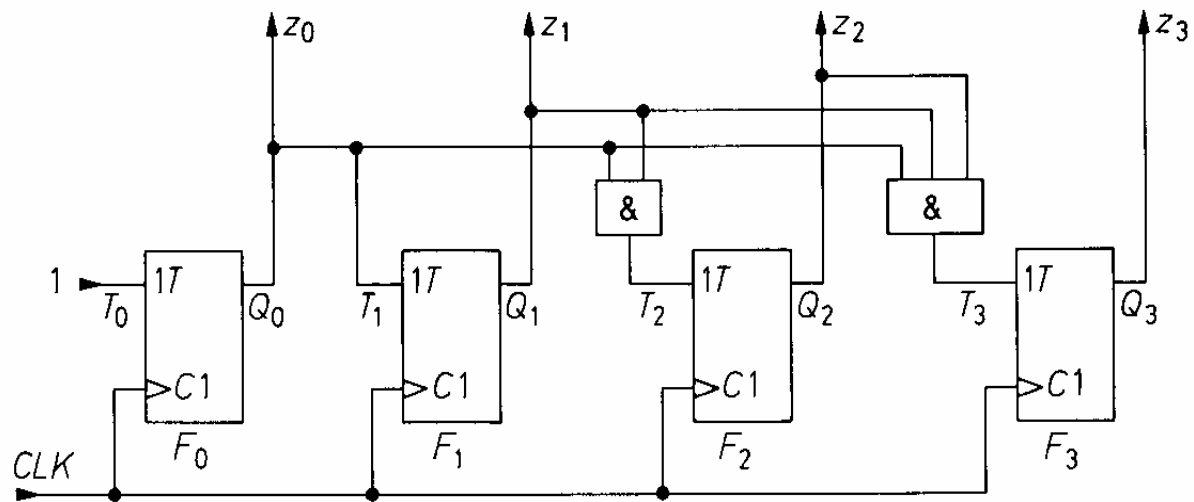 z₀ z₁ z₂ z₃
& &
1 T₀ 1T Q₀ T₁ 1T Q₁ T₂ 1T Q₂ T₃ 1T Q₃
C1 C1 C1 C1
F₀ F₁ F₂ F₃
CLK